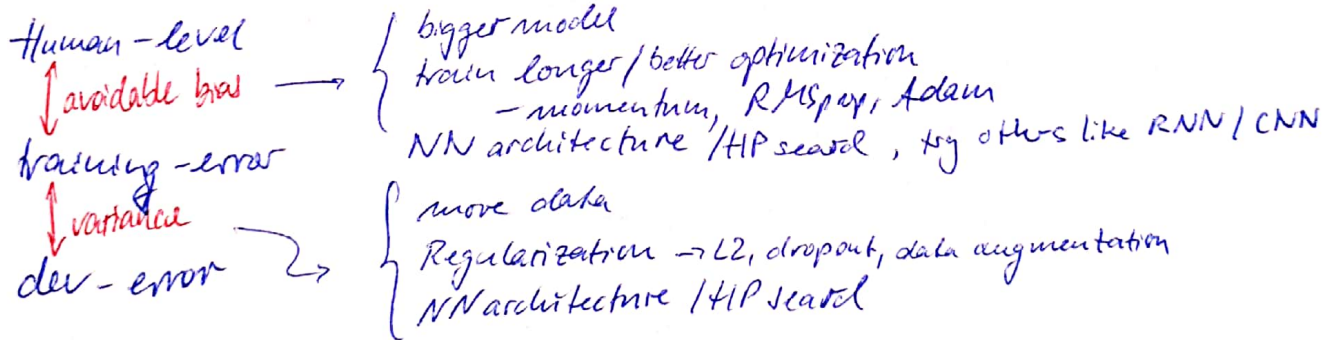 Human-level
avoidable bias →
training-error
variance
dev-error
bigger model
train longer/better optimization
- momentum, RMSprop, Adam
NN architecture /HP search, try others like RNN/CNN
more data
Regularization → L2, dropout, data augmentation
NN architecture /HP search